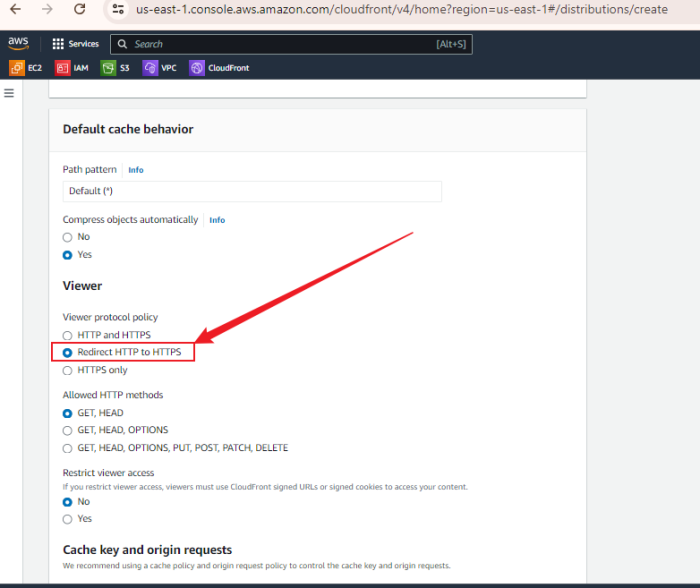 us-east-1.console.aws.amazon.com/cloudfront/v4/home?region=us-east-1#/distributions/create
aws Services Search [Alt+S]
EC2 IAM S3 VPC CloudFront
Default cache behavior
Path pattern Info
Default (*)
Compress objects automatically Info
No
Yes
Viewer
Viewer protocol policy
HTTP and HTTPS
Redirect HTTP to HTTPS
HTTPS only
Allowed HTTP methods
GET, HEAD
GET, HEAD, OPTIONS
GET, HEAD, OPTIONS, PUT, POST, PATCH, DELETE
Restrict viewer access
If you restrict viewer access, viewers must use CloudFront signed URLs or signed cookies to access your content.
No
Yes
Cache key and origin requests
We recommend using a cache policy and origin request policy to control the cache key and origin requests.